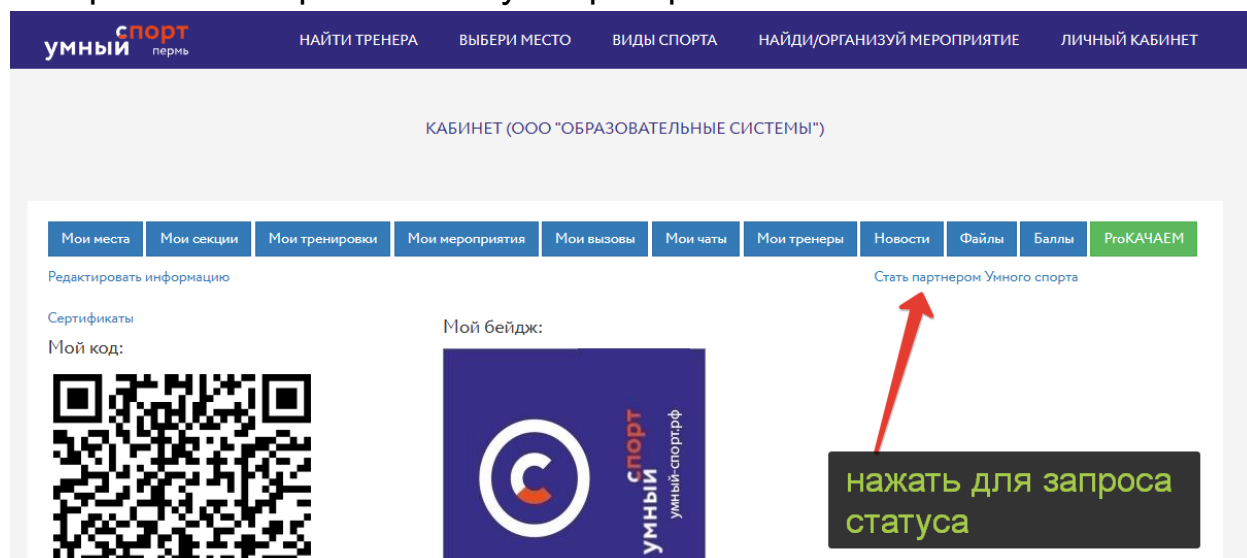 спорт
умный пермь
НАЙТИ ТРЕНЕРА ВЫБЕРИ МЕСТО ВИДЫ СПОРТА НАЙДИ/ОРГАНИЗУЙ МЕРОПРИЯТИЕ ЛИЧНЫЙ КАБИНЕТ
КАБИНЕТ (ООО "ОБРАЗОВАТЕЛЬНЫЕ СИСТЕМЫ")
Мои места Мои секции Мои тренировки Мои мероприятия Мои вызовы Мои чаты Мои тренеры Новости Файлы Баллы ProКАЧАЕМ
Редактировать информацию
Стать партнером Умного спорта
Сертификаты
Мой код:
Мой бейдж:
спорт
умный
умный-спорт.рф
нажать для запроса
статуса